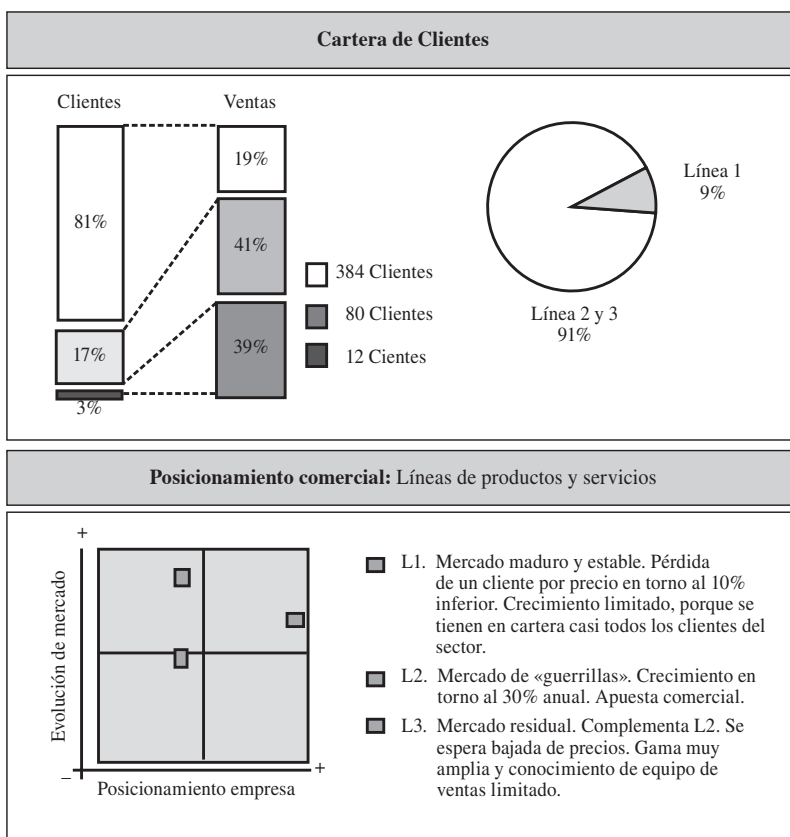 Cartera de Clientes
Clientes
Ventas
81%
17%
3%
19%
41%
39%
384 Clientes
80 Clientes
12 Cientes
Línea 1
9%
Línea 2 y 3
91%
Posicionamiento comercial: Líneas de productos y servicios
+
Evolución de mercado
–
+
Posicionamiento empresa
L1. Mercado maduro y estable. Pérdida
de un cliente por precio en torno al 10%
inferior. Crecimiento limitado, porque se
tienen en cartera casi todos los clientes del
sector.
L2. Mercado de «guerrillas». Crecimiento en
torno al 30% anual. Apuesta comercial.
L3. Mercado residual. Complementa L2. Se
espera bajada de precios. Gama muy
amplia y conocimiento de equipo de
ventas limitado.